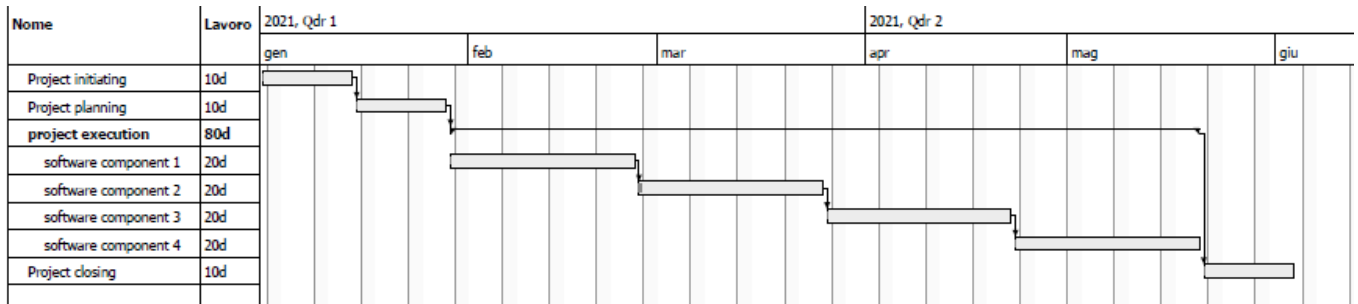 Nome Lavoro 2021, Qdr 1 2021, Qdr 2
gen feb mar apr mag giu
Project initiating 10d
Project planning 10d
project execution 80d
software component 1 20d
software component 2 20d
software component 3 20d
software component 4 20d
Project closing 10d